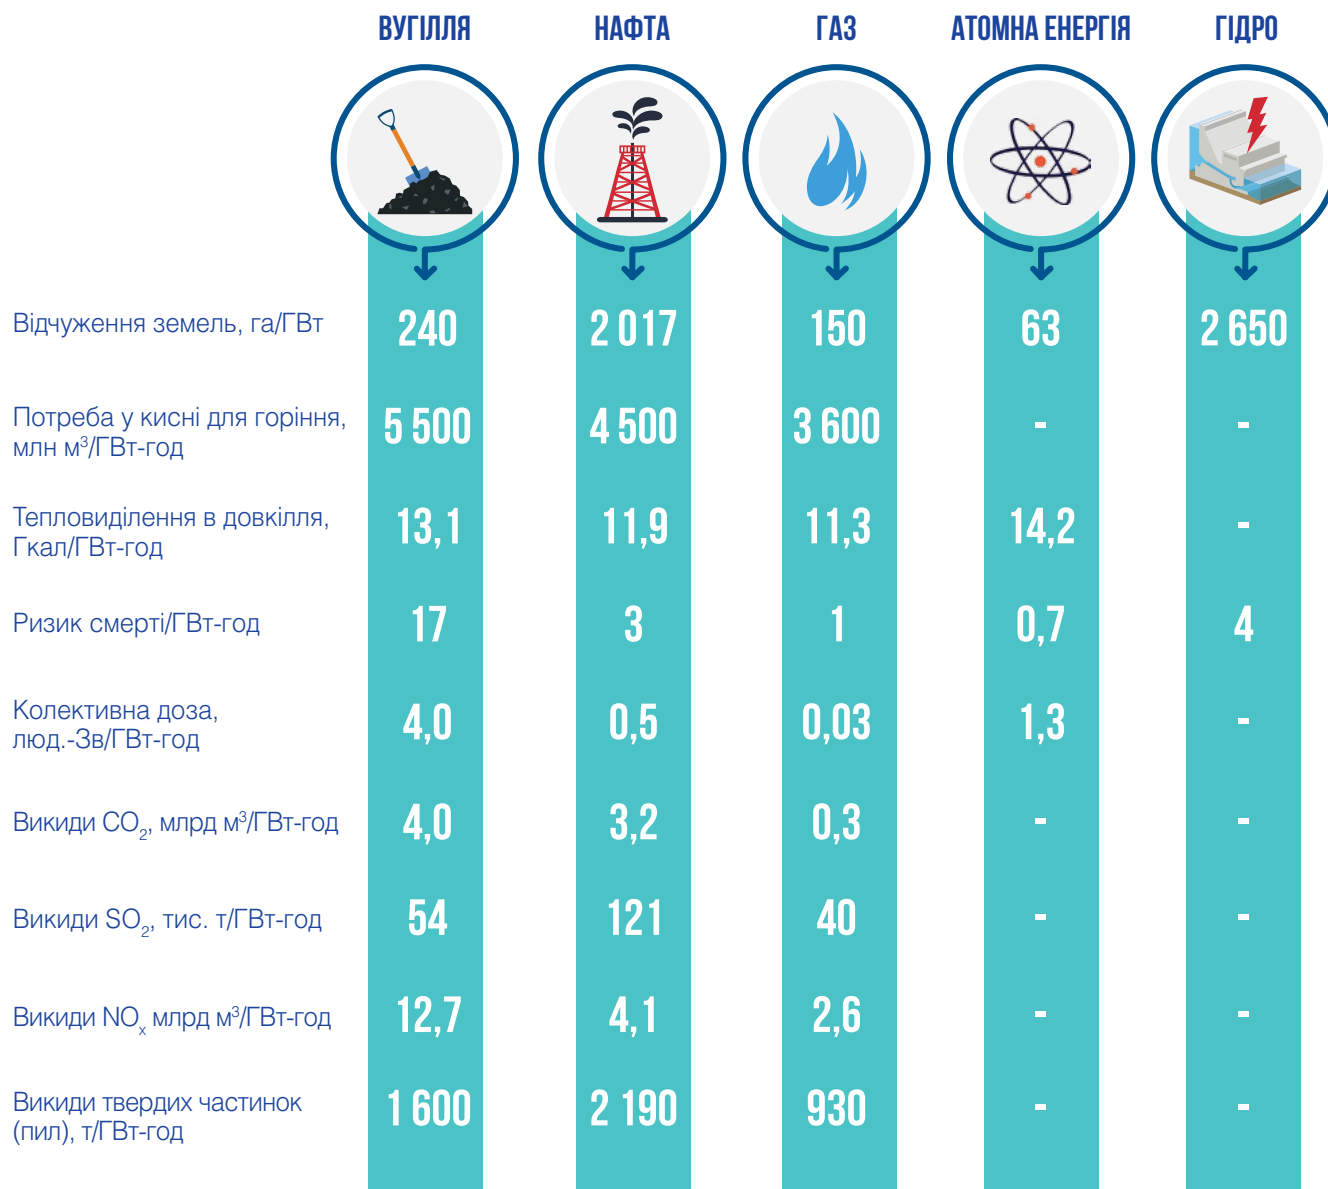 ВУГІЛЛЯ НАФТА ГАЗ АТОМНА ЕНЕРГІЯ ГІДРО
Відчуження земель, га/ГВт 240 2 017 150 63 2 650
Потреба у кисні для горіння,
млн м³/ГВт-год 5 500 4 500 3 600 - -
Тепловиділення в довкілля,
Гкал/ГВт-год 13,1 11,9 11,3 14,2 -
Ризик смерті/ГВт-год 17 3 1 0,7 4
Колективна доза,
люд.-Зв/ГВт-год 4,0 0,5 0,03 1,3 -
Викиди CO₂, млрд м³/ГВт-год 4,0 3,2 0,3 - -
Викиди SO₂, тис. т/ГВт-год 54 121 40 - -
Викиди NOₓ млрд м³/ГВт-год 12,7 4,1 2,6 - -
Викиди твердих частинок
(пил), т/ГВт-год 1 600 2 190 930 - -